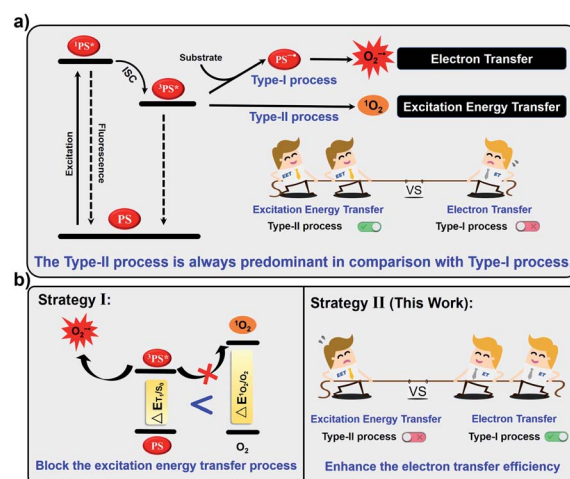 a)
¹PS*
ISC
³PS*
Excitation
Fluorescence
PS
Substrate
PS⁻•
Type-I process
O₂⁻•
Electron Transfer
Type-II process
¹O₂
Excitation Energy Transfer
EET
EET
ET
VS
Excitation Energy Transfer
Type-II process
Electron Transfer
Type-I process
The Type-II process is always predominant in comparison with Type-I process
b)
Strategy I:
O₂⁻•
³PS*
¹O₂
△ E_T₁/S₀
<
△ E_¹O₂/O₂
PS
O₂
Block the excitation energy transfer process
Strategy II (This Work):
EET
ET
ET
VS
Excitation Energy Transfer
Type-II process
Electron Transfer
Type-I process
Enhance the electron transfer efficiency